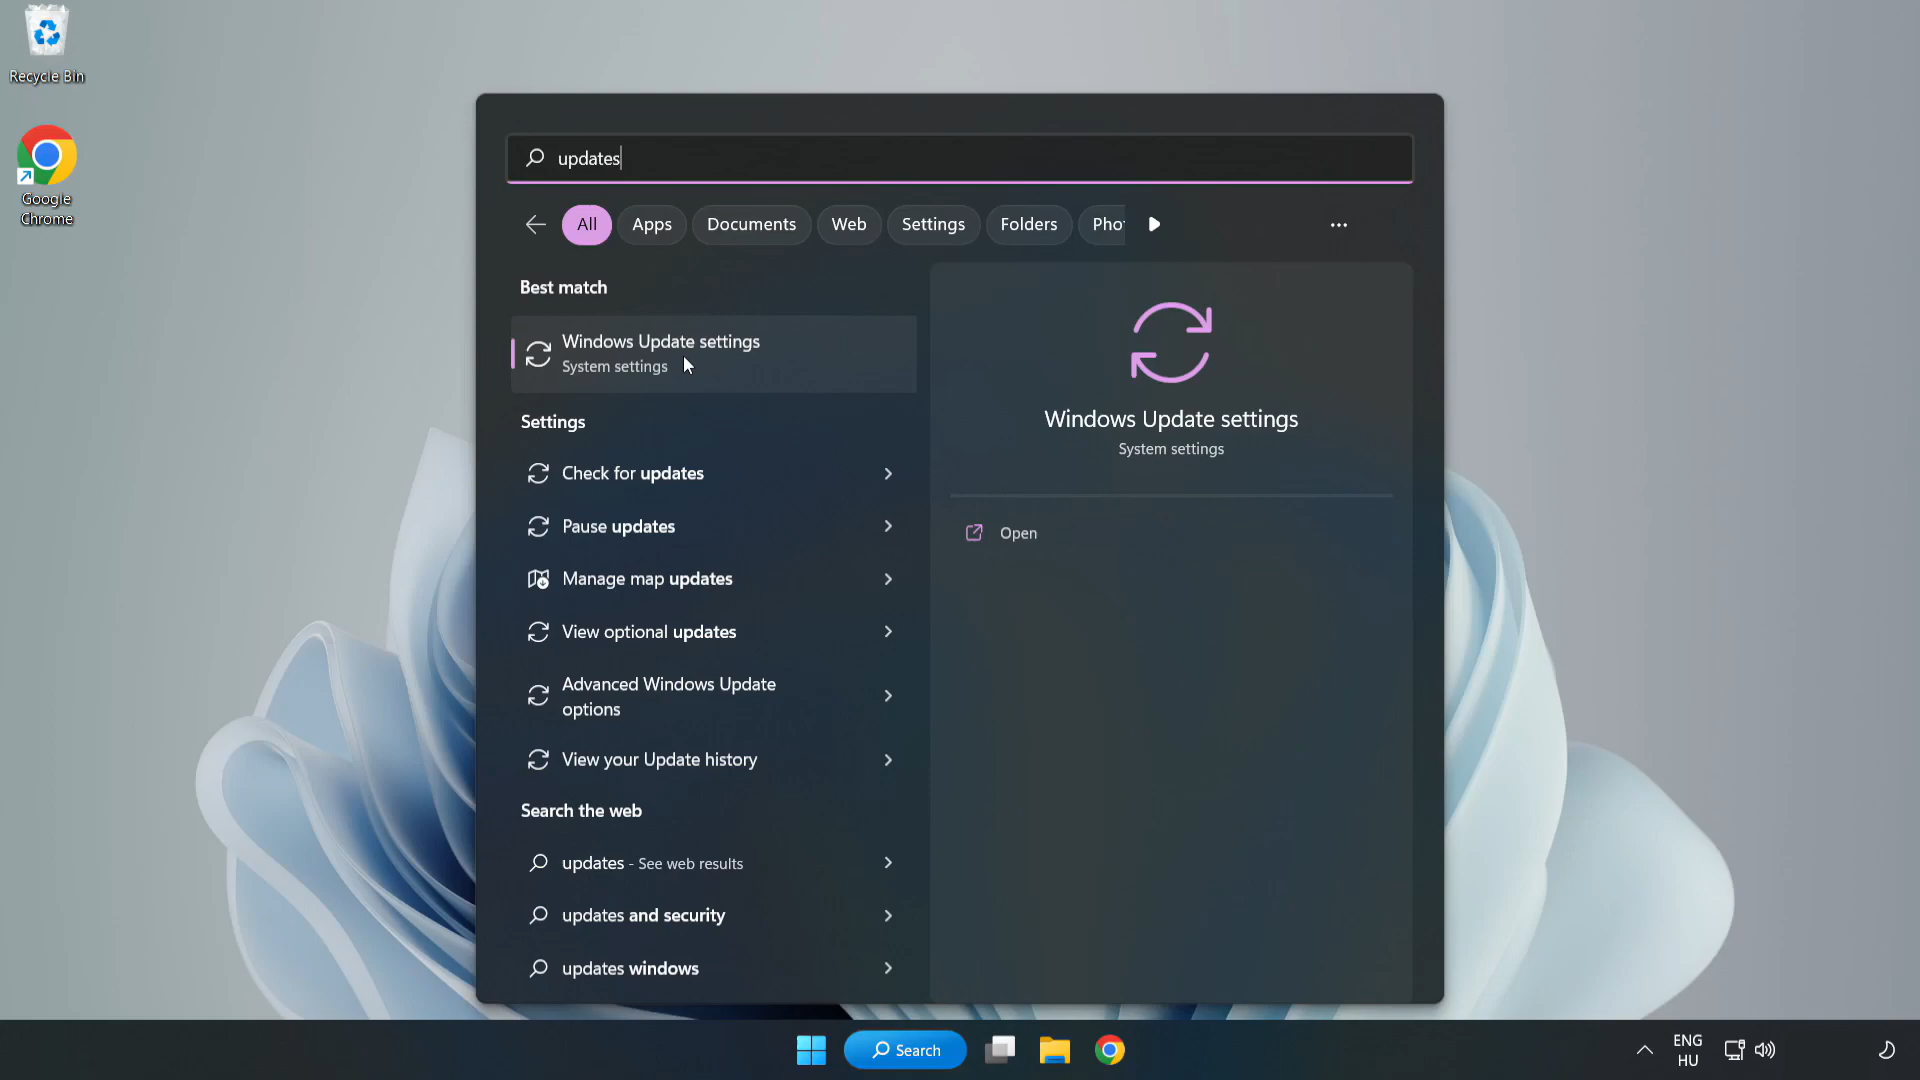 Recycle Bin
Google
Chrome
updates
All
Apps
Documents
Web
Settings
Folders
Pho
Best match
Windows Update settings
System settings
Settings
Check for updates
Pause updates
Manage map updates
View optional updates
Advanced Windows Update
options
View your Update history
Search the web
updates - See web results
updates and security
updates windows
Windows Update settings
System settings
Open
Search
ENG
HU